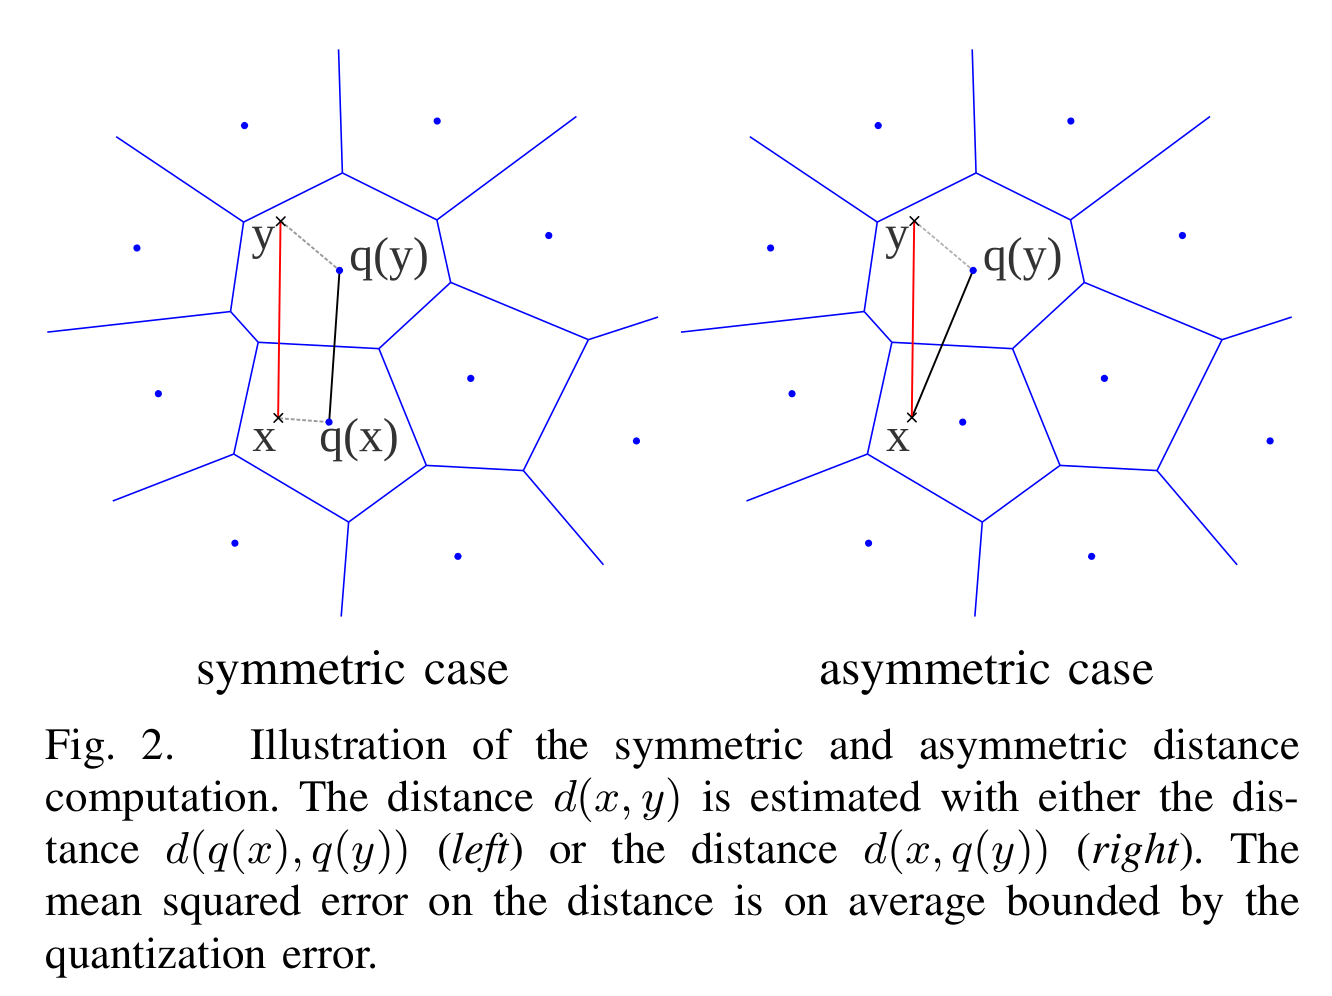 y
q(y)
x
q(x)
y
q(y)
x
symmetric case
asymmetric case
Fig. 2. Illustration of the symmetric and asymmetric distance
computation. The distance d(x, y) is estimated with either the dis-
tance d(q(x), q(y)) (left) or the distance d(x, q(y)) (right). The
mean squared error on the distance is on average bounded by the
quantization error.